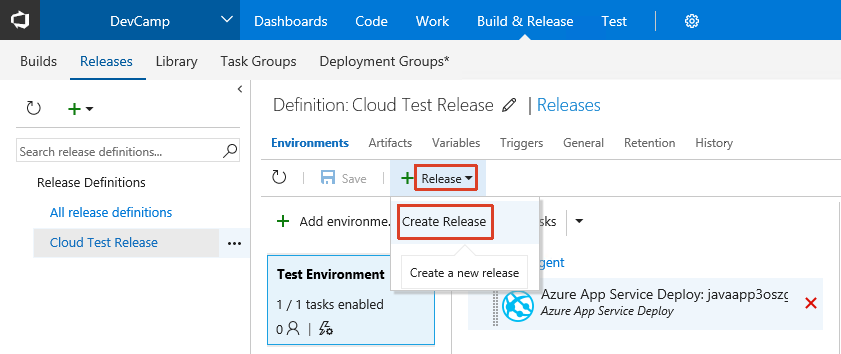 DevCamp Dashboards Code Work Build & Release Test
Builds Releases Library Task Groups Deployment Groups*
Definition: Cloud Test Release | Releases
Environments Artifacts Variables Triggers General Retention History
Search release definitions...
Save Release
Release Definitions
All release definitions
Cloud Test Release
Add environme..
Create Release
Create a new release
Test Environment
1 / 1 tasks enabled
0
Azure App Service Deploy: javaapp3oszg
Azure App Service Deploy